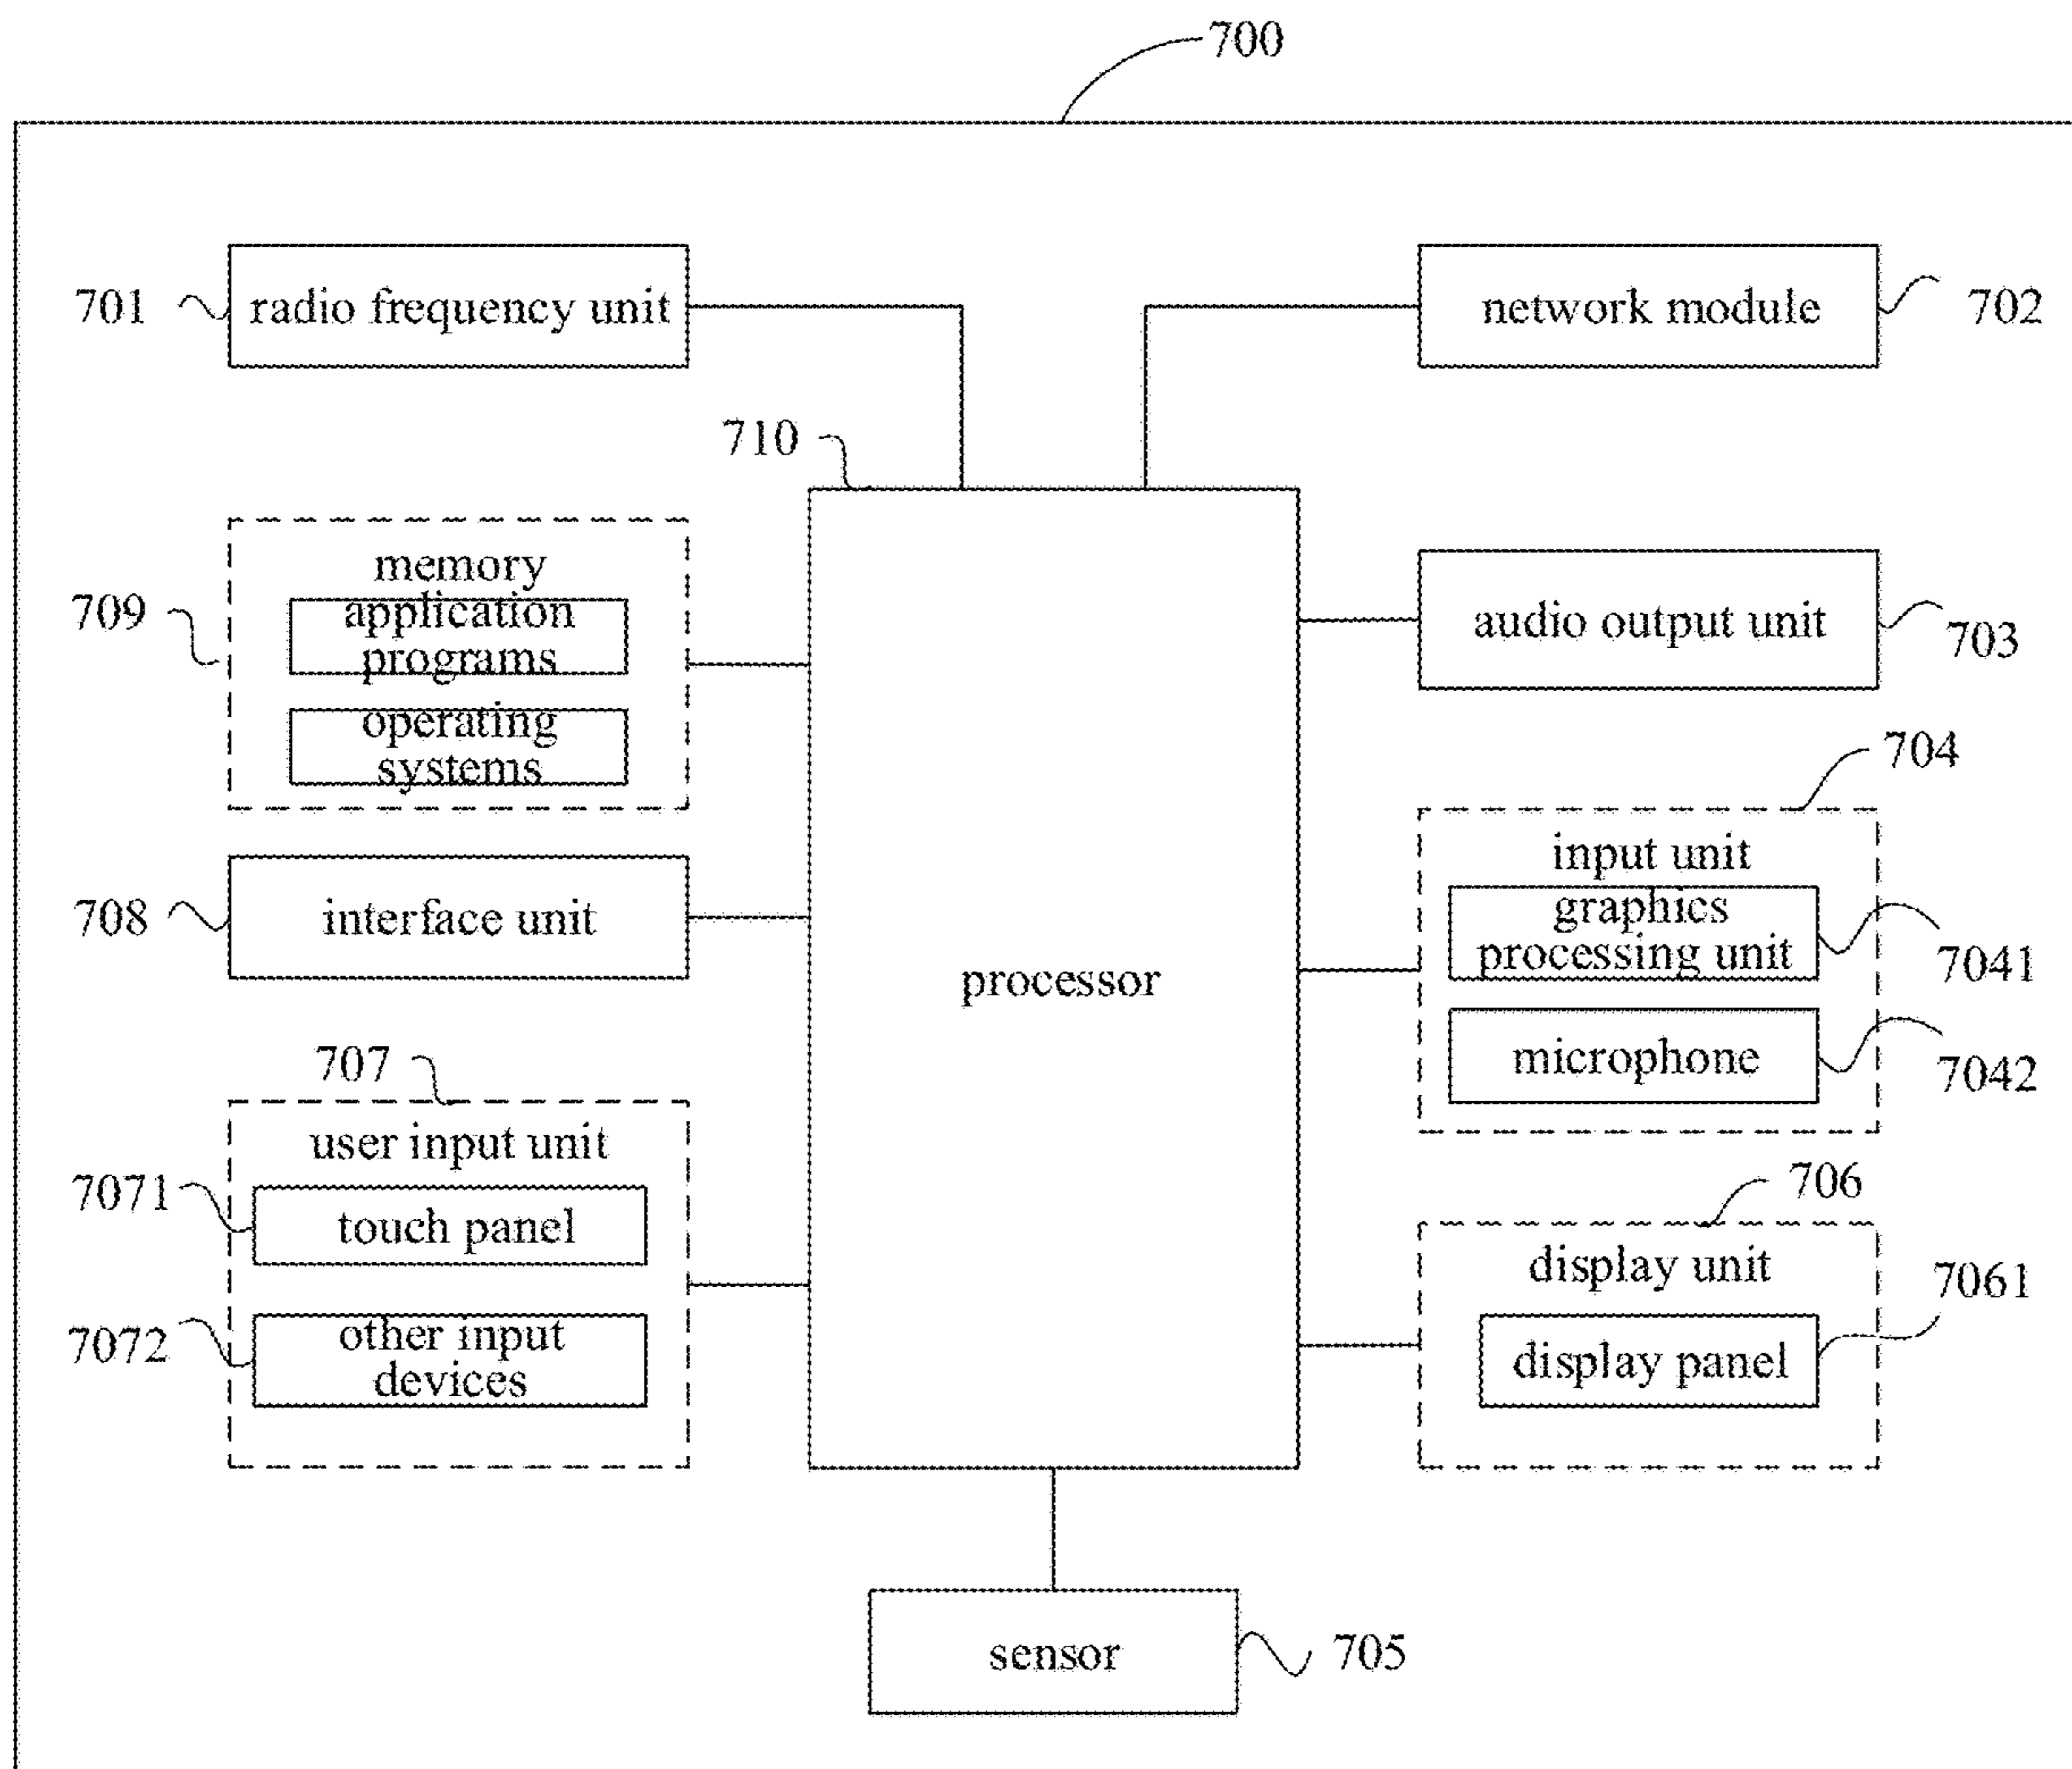 700
701
radio frequency unit
network module
702
710
709
memory
application
programs
operating
systems
audio output unit
703
704
input unit
graphics
processing unit
7041
microphone
7042
708
interface unit
processor
707
user input unit
7071
touch panel
7072
other input
devices
706
display unit
7061
display panel
sensor
705